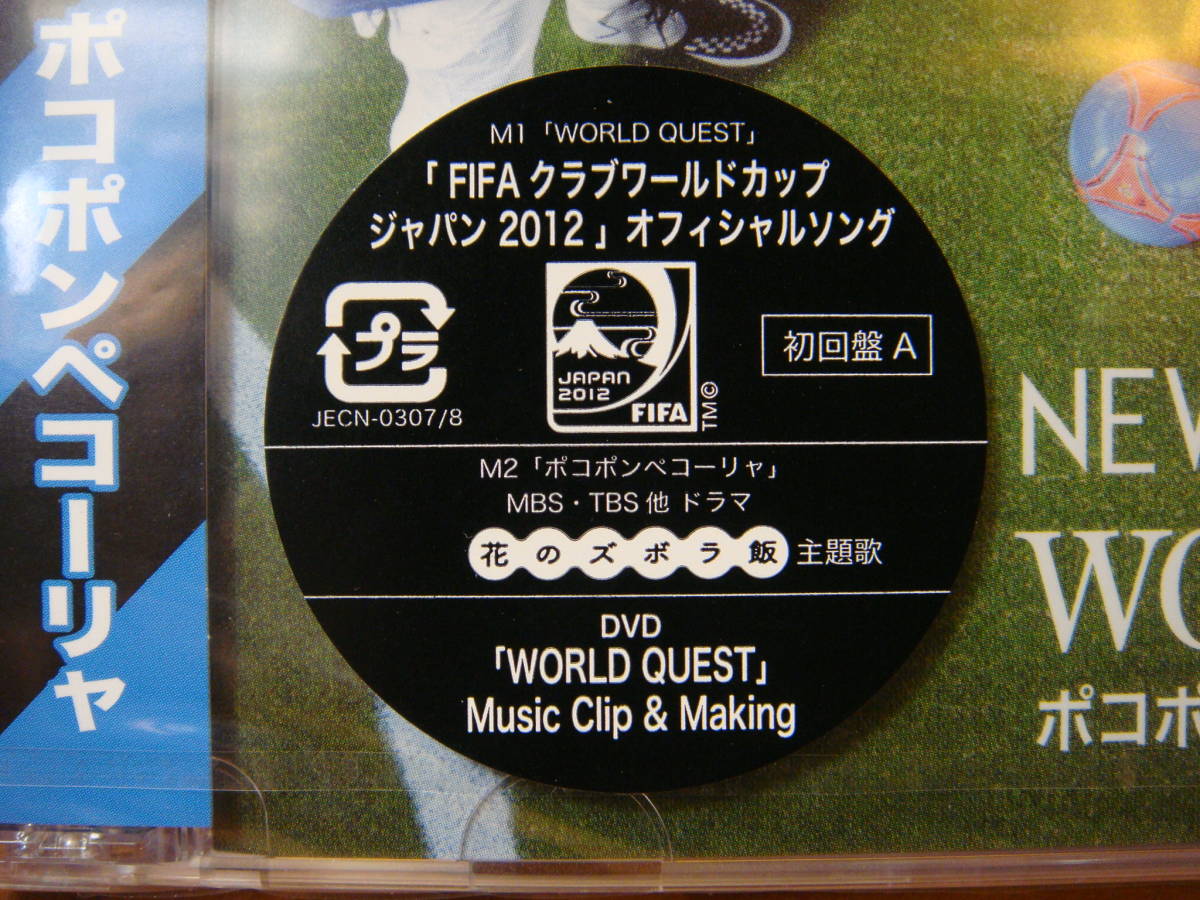 ポコポンペコーリャ
M1「WORLD QUEST」
「FIFA クラブワールドカップ
ジャパン 2012」オフィシャルソング
プラ
JECN-0307/8
JAPAN
2012
FIFA
TM©
初回盤 A
M2「ポコポンペコーリャ」
MBS・TBS 他 ドラマ
花のズボラ飯 主題歌
DVD
「WORLD QUEST」
Music Clip & Making
NEW
WO
ポコポ